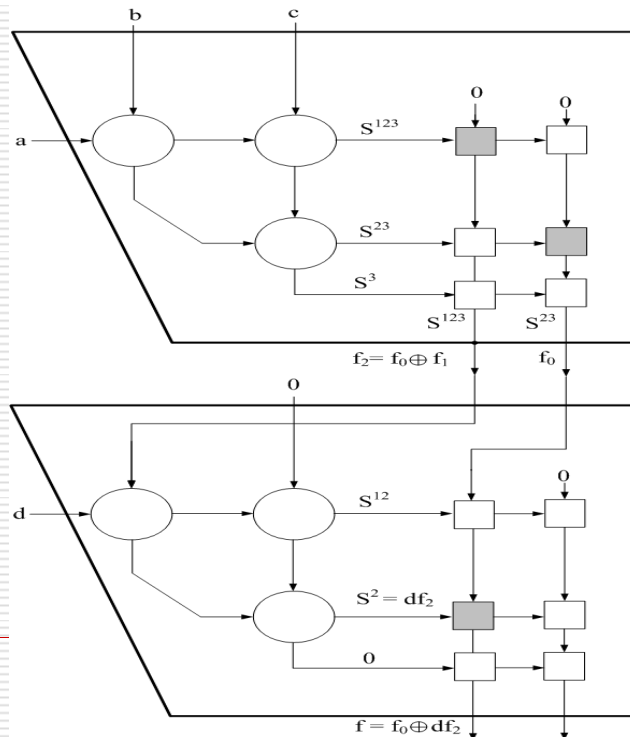 b c
0 0
a
S¹²³
S²³
S³
S¹²³ S²³
f₂= f₀⊕ f₁ f₀
0
0
d
S¹²
S² = df₂
0
f = f₀⊕df₂